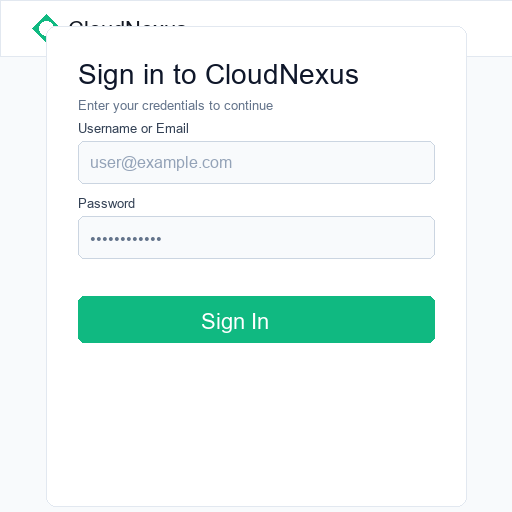 CloudNexus
Sign in to CloudNexus
Enter your credentials to continue
Username or Email
user@example.com
Password
••••••••••••
Sign In